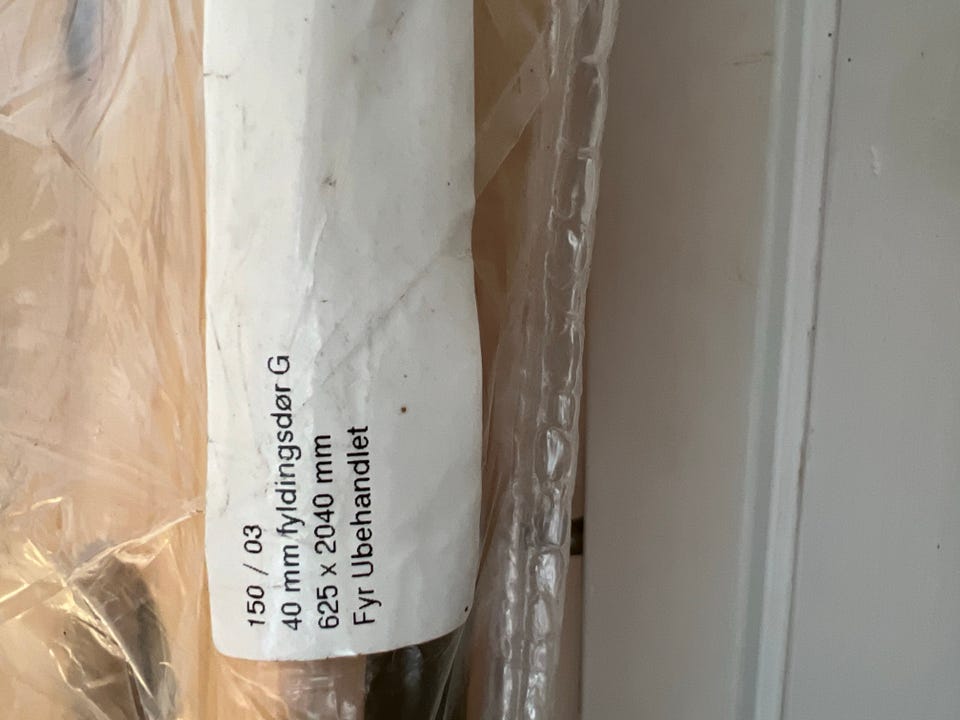 150 / 03
40 mm fyldingsdør G
625 x 2040 mm
Fyr Ubehandlet